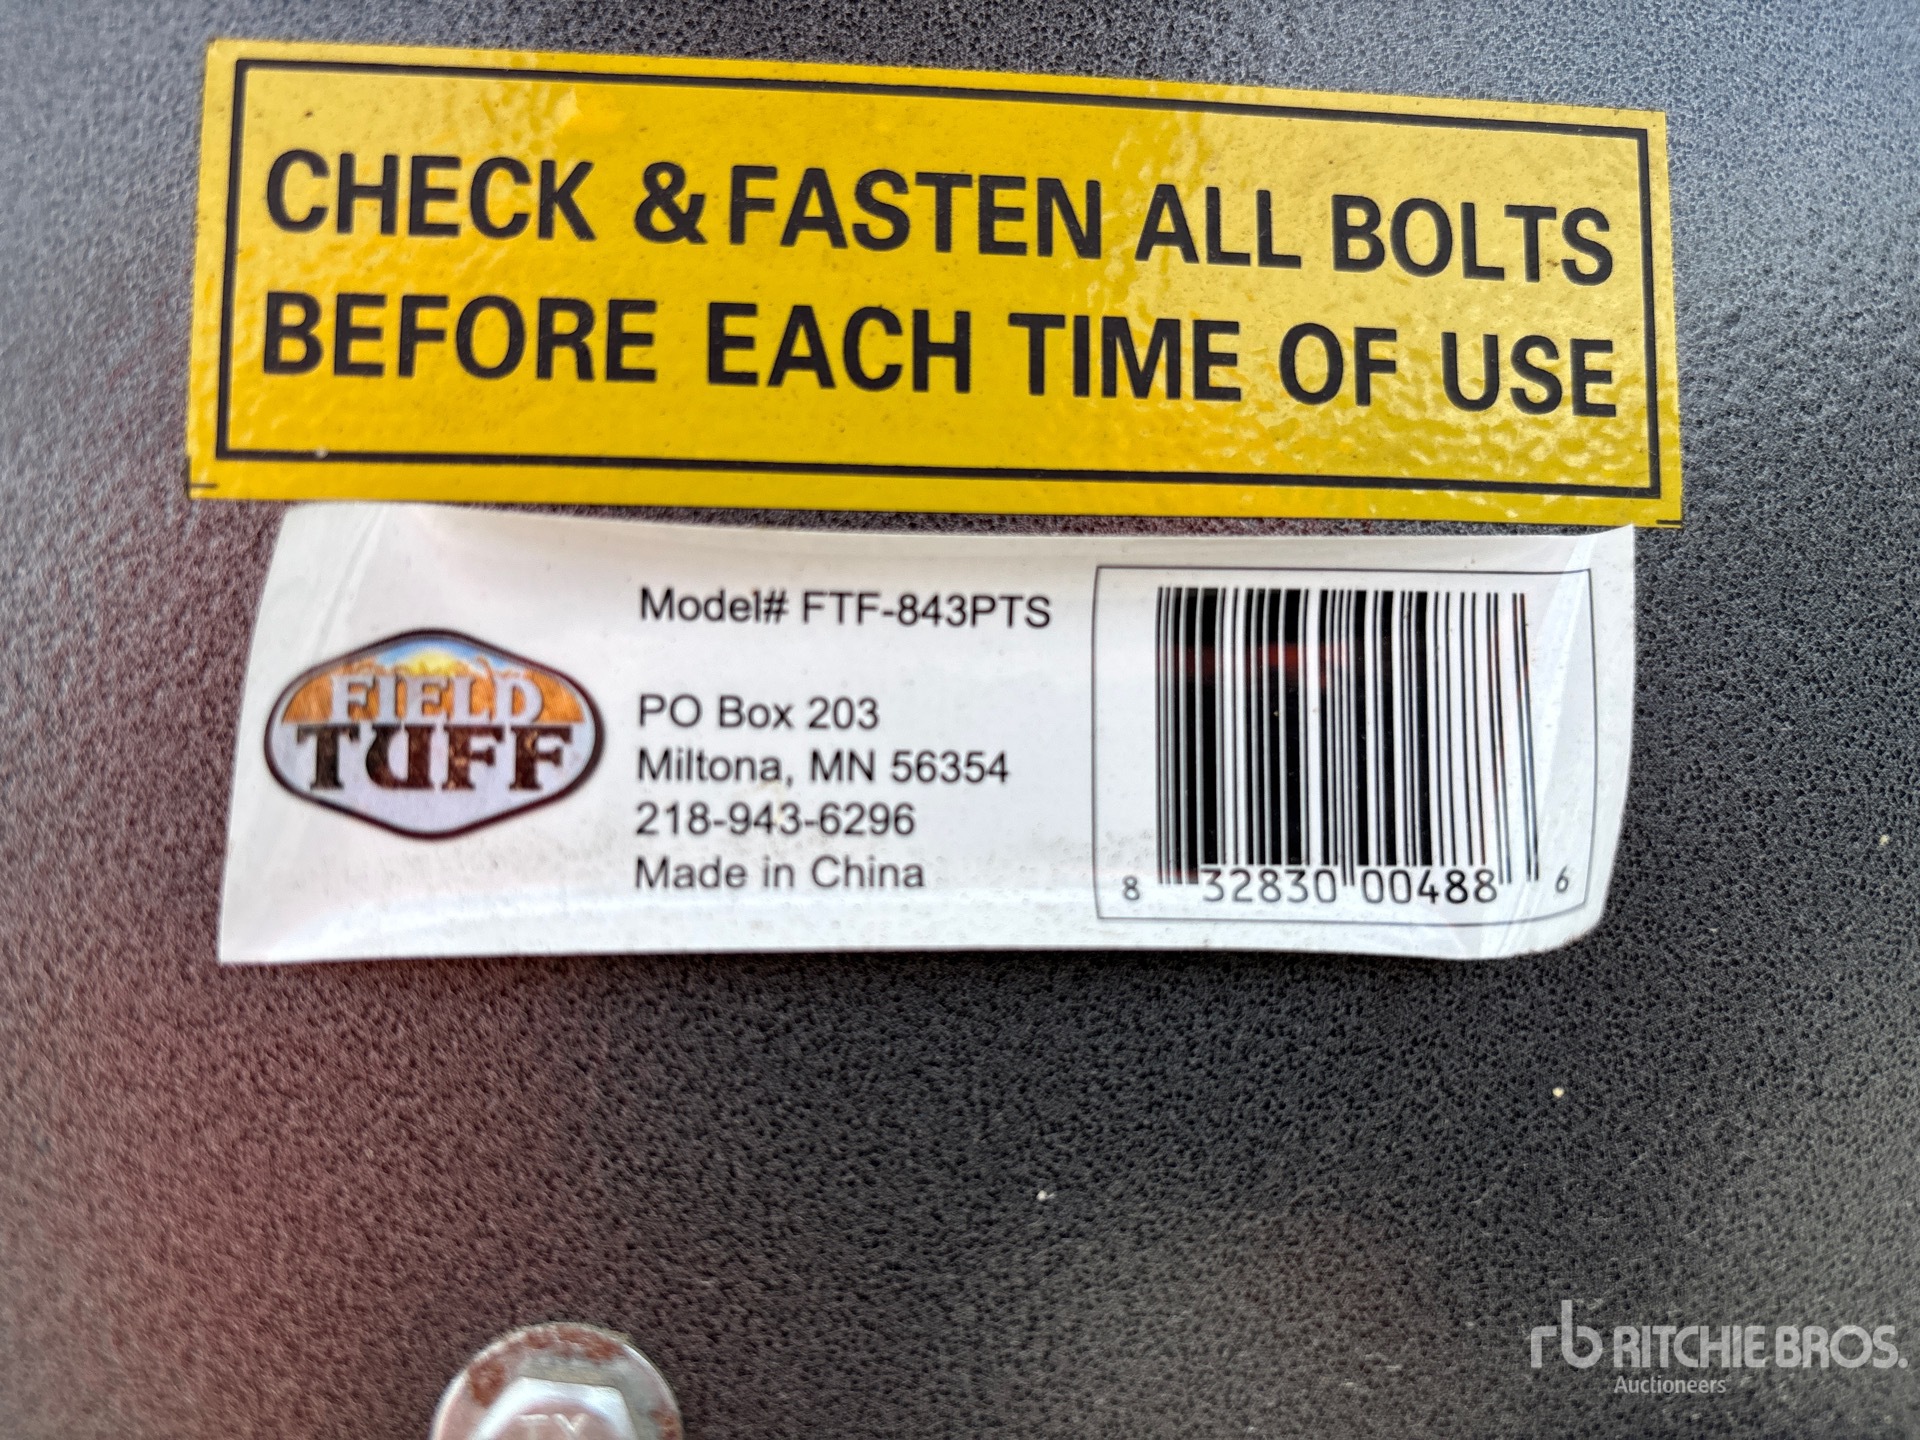 CHECK & FASTEN ALL BOLTS
BEFORE EACH TIME OF USE
FIELD
TUFF
Model# FTF-843PTS
PO Box 203
Miltona, MN 56354
218-943-6296
Made in China
8 32830 00488 6
rb RITCHIE BROS.
Auctioneers